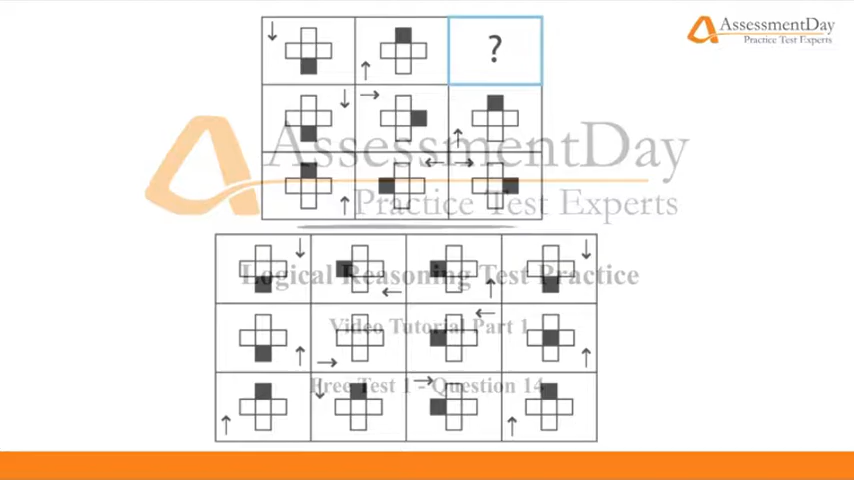 AssessmentDay
Practice Test Experts
?
AssessmentDay
Practice Test Experts
Logical Reasoning Test Practice
Video Tutorial Part 1
Free Test 1 - Question 14